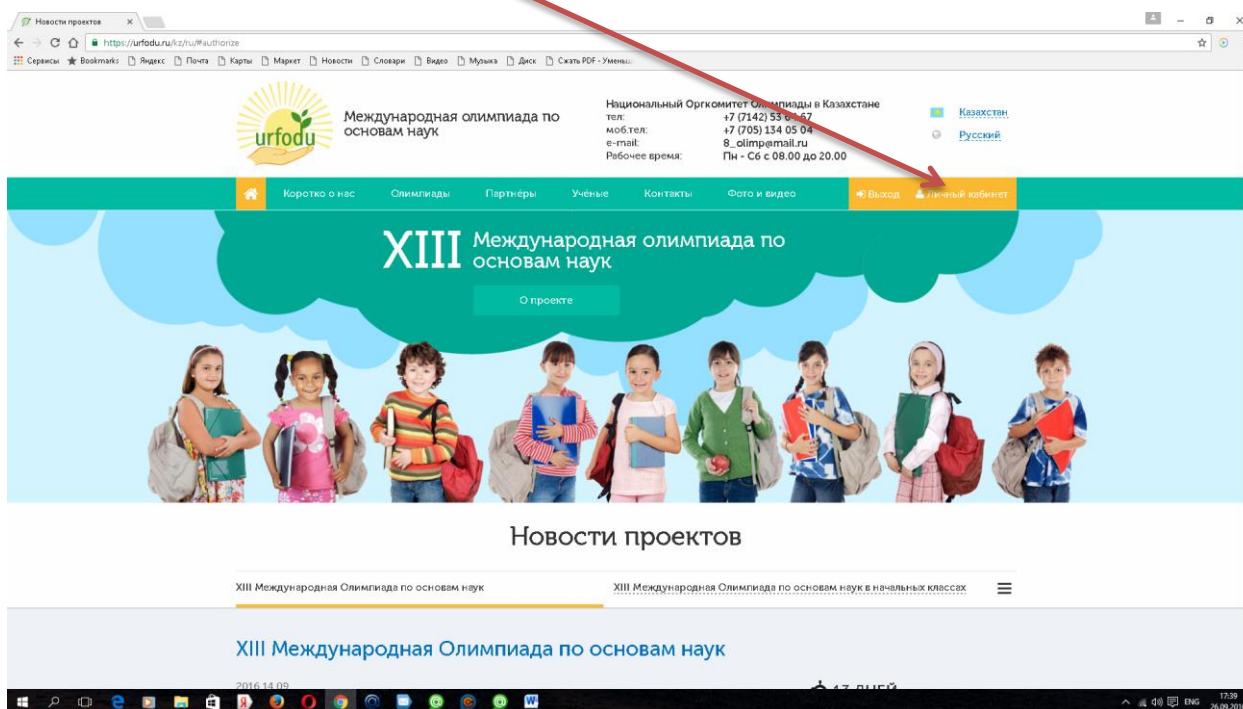 Новости проектов
https://urfodu.ru/kz/ru/#authorize
Сервисы Bookmarks Яндекс Почта Карты Маркет Новости Словари Видео Музыка Диск Сжать PDF - Уменьш
urfodu
Международная олимпиада по
основам наук
Национальный Оргкомитет Олимпиады в Казахстане
тел: +7 (7142) 53 67
моб.тел: +7 (705) 134 05 04
e-mail: 8_olimp@mail.ru
Рабочее время: Пн - Сб с 08.00 до 20.00
Казахстан
Русский
Коротко о нас Олимпиады Партнёры Учёные Контакты Фото и видео Выход Личный кабинет
XIII Международная олимпиада по
основам наук
О проекте
Новости проектов
XIII Международная Олимпиада по основам наук XIII Международная Олимпиада по основам наук в начальных классах
XIII Международная Олимпиада по основам наук
2016.14.09
17:39
ENG
26.09.201